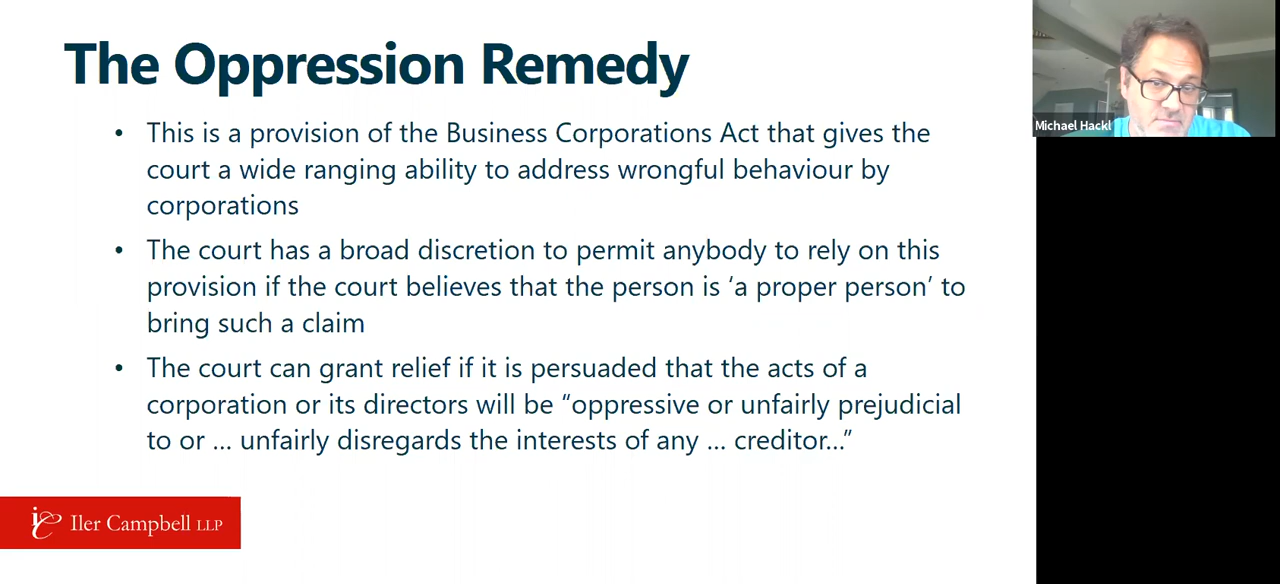 The Oppression Remedy
• This is a provision of the Business Corporations Act that gives the
court a wide ranging ability to address wrongful behaviour by
corporations
• The court has a broad discretion to permit anybody to rely on this
provision if the court believes that the person is ‘a proper person’ to
bring such a claim
• The court can grant relief if it is persuaded that the acts of a
corporation or its directors will be “oppressive or unfairly prejudicial
to or … unfairly disregards the interests of any … creditor…”
ic Iler Campbell LLP
Michael Hackl